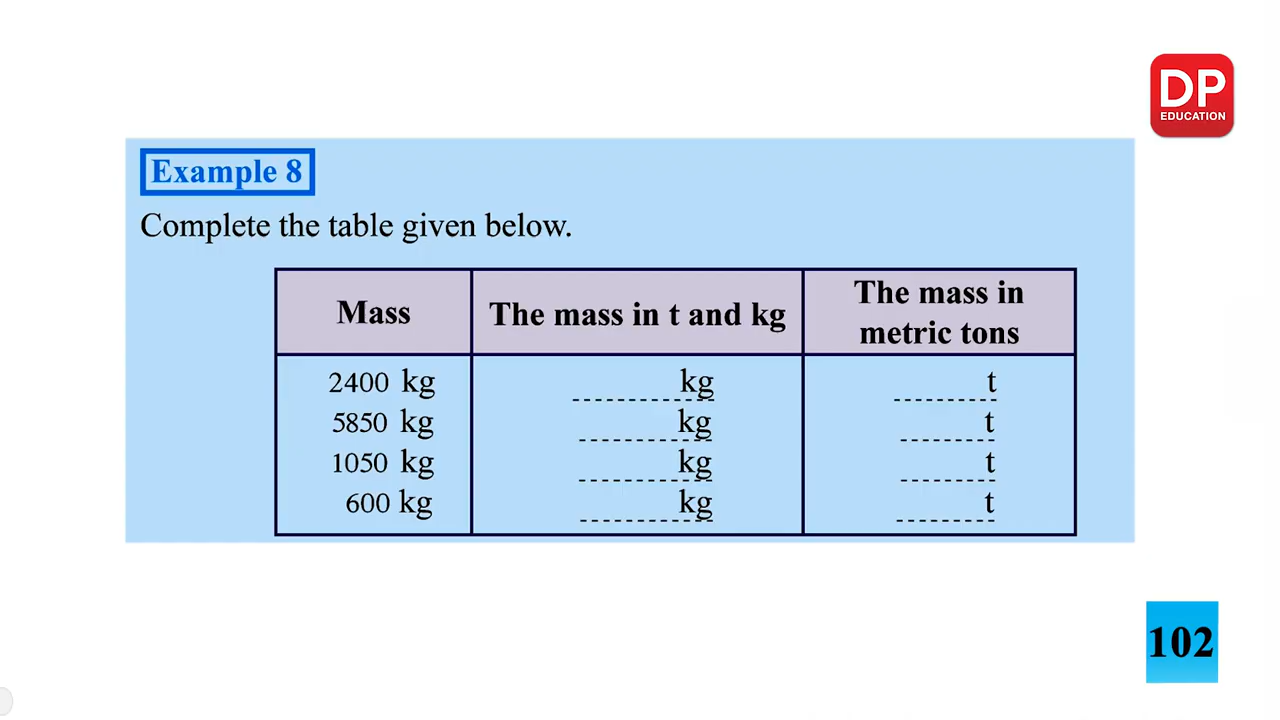 DP
EDUCATION
Example 8
Complete the table given below.
Mass The mass in t and kg The mass in metric tons
2400 kg ............ kg ......... t
5850 kg ............ kg ........ t
1050 kg ............ kg ........ t
600 kg ............ kg ......... t
102